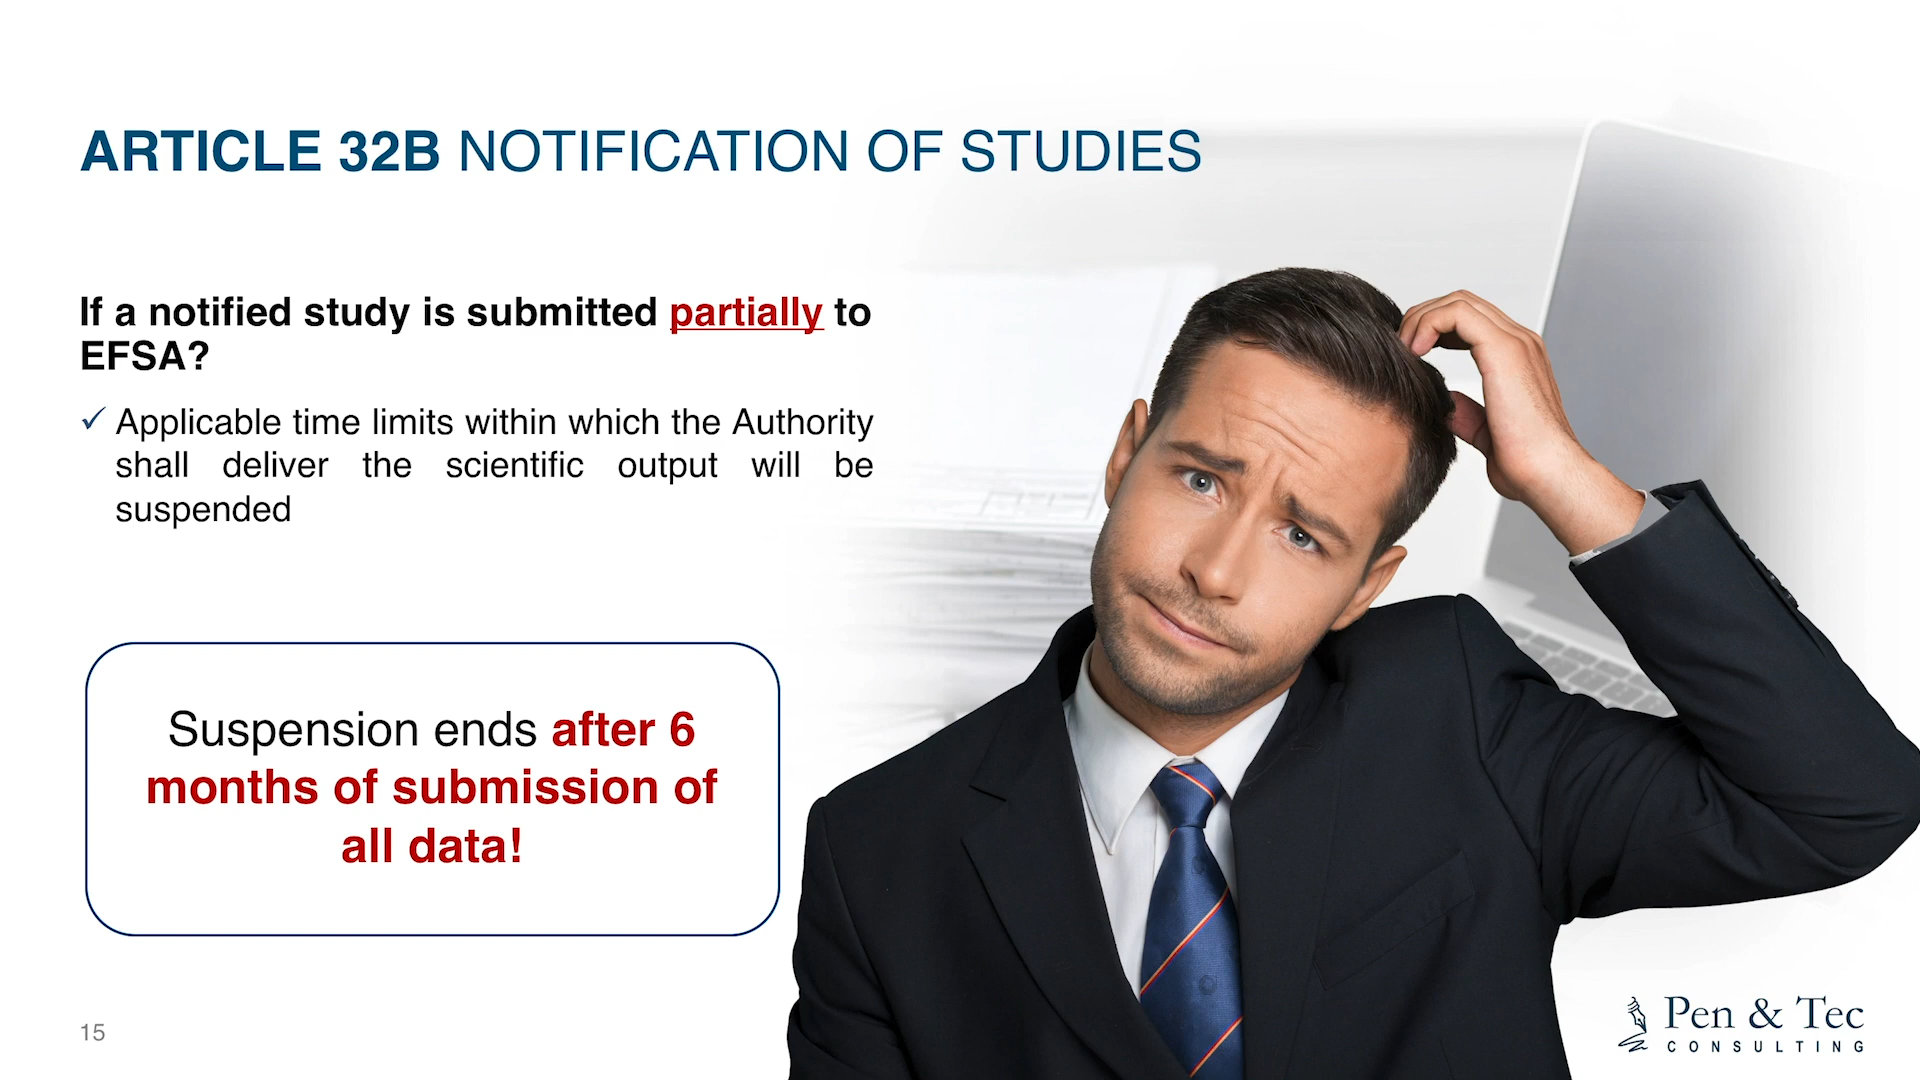 ARTICLE 32B NOTIFICATION OF STUDIES
If a notified study is submitted partially to
EFSA?
✓ Applicable time limits within which the Authority
shall deliver the scientific output will be
suspended
Suspension ends after 6
months of submission of
all data!
15
Pen & Tec
CONSULTING